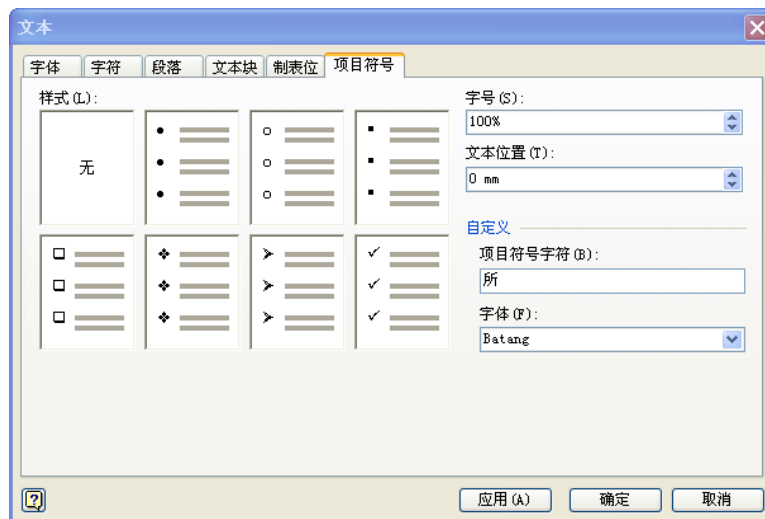 文本
字体 字符 段落 文本块 制表位 项目符号
样式(L):
无
字号(S):
100%
文本位置(T):
0 mm
自定义
项目符号字符(B):
所
字体(F):
Batang
应用(A) 确定 取消